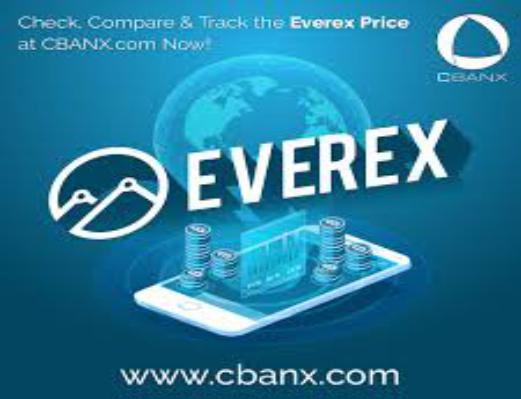 Check, Compare & Track the Everex Price
at CBANX.com Now!
CBANX
EVEREX
www.cbanx.com